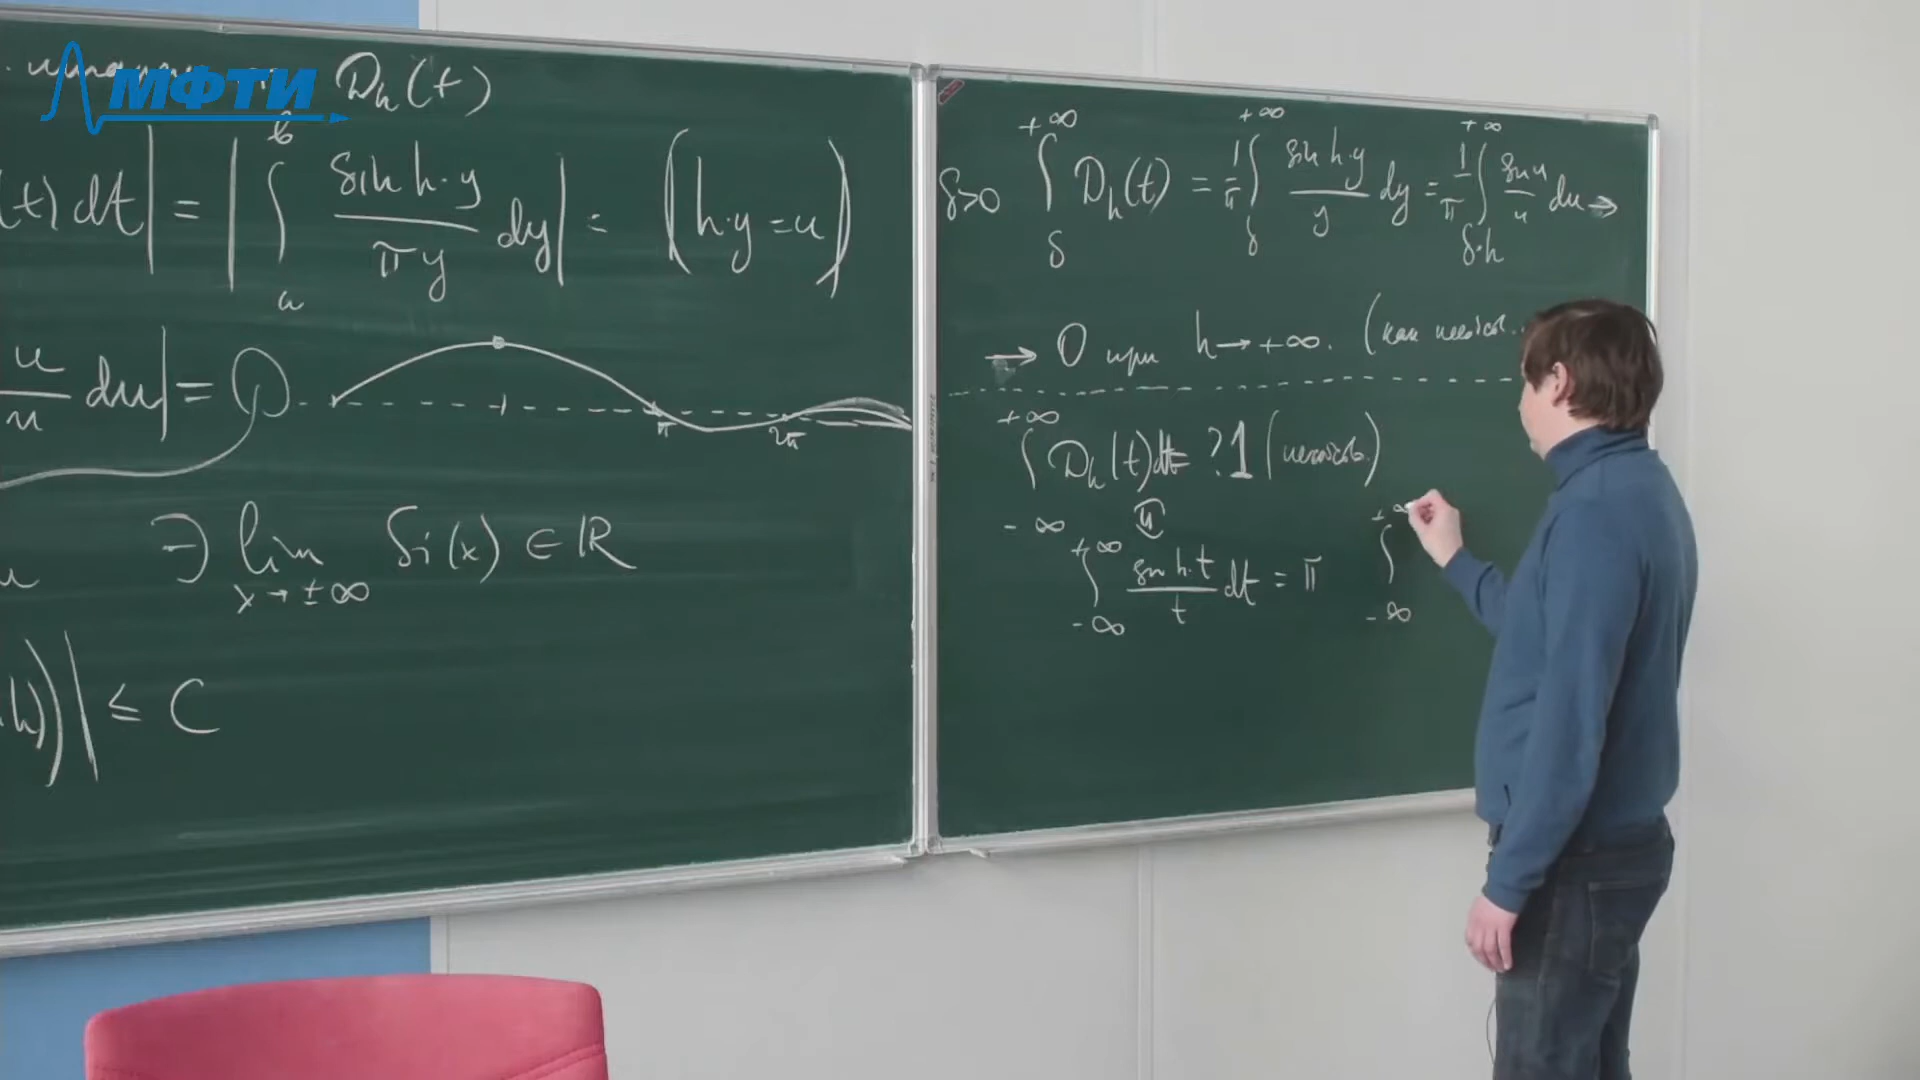 МФТИ
D_h(t)
(t) dt| = |∫_a^b sin h·y / πy dy| = (h·y = u)
u / u du| =
π 2π
∃ lim_{x→±∞} Si(x) ∈ ℝ
h)| ≤ C
δ>0 ∫_δ^{+∞} D_h(t) = 1/π ∫_δ^{+∞} sin h·y / y dy = 1/π ∫_{δ·h}^{+∞} sin u / u du →
→ 0 при h→+∞. (как
∫_{-∞}^{+∞} D_h(t)dt = ? 1
u
∫_{-∞}^{+∞} sin h·t / t dt = π ∫_{-∞}^{+∞}